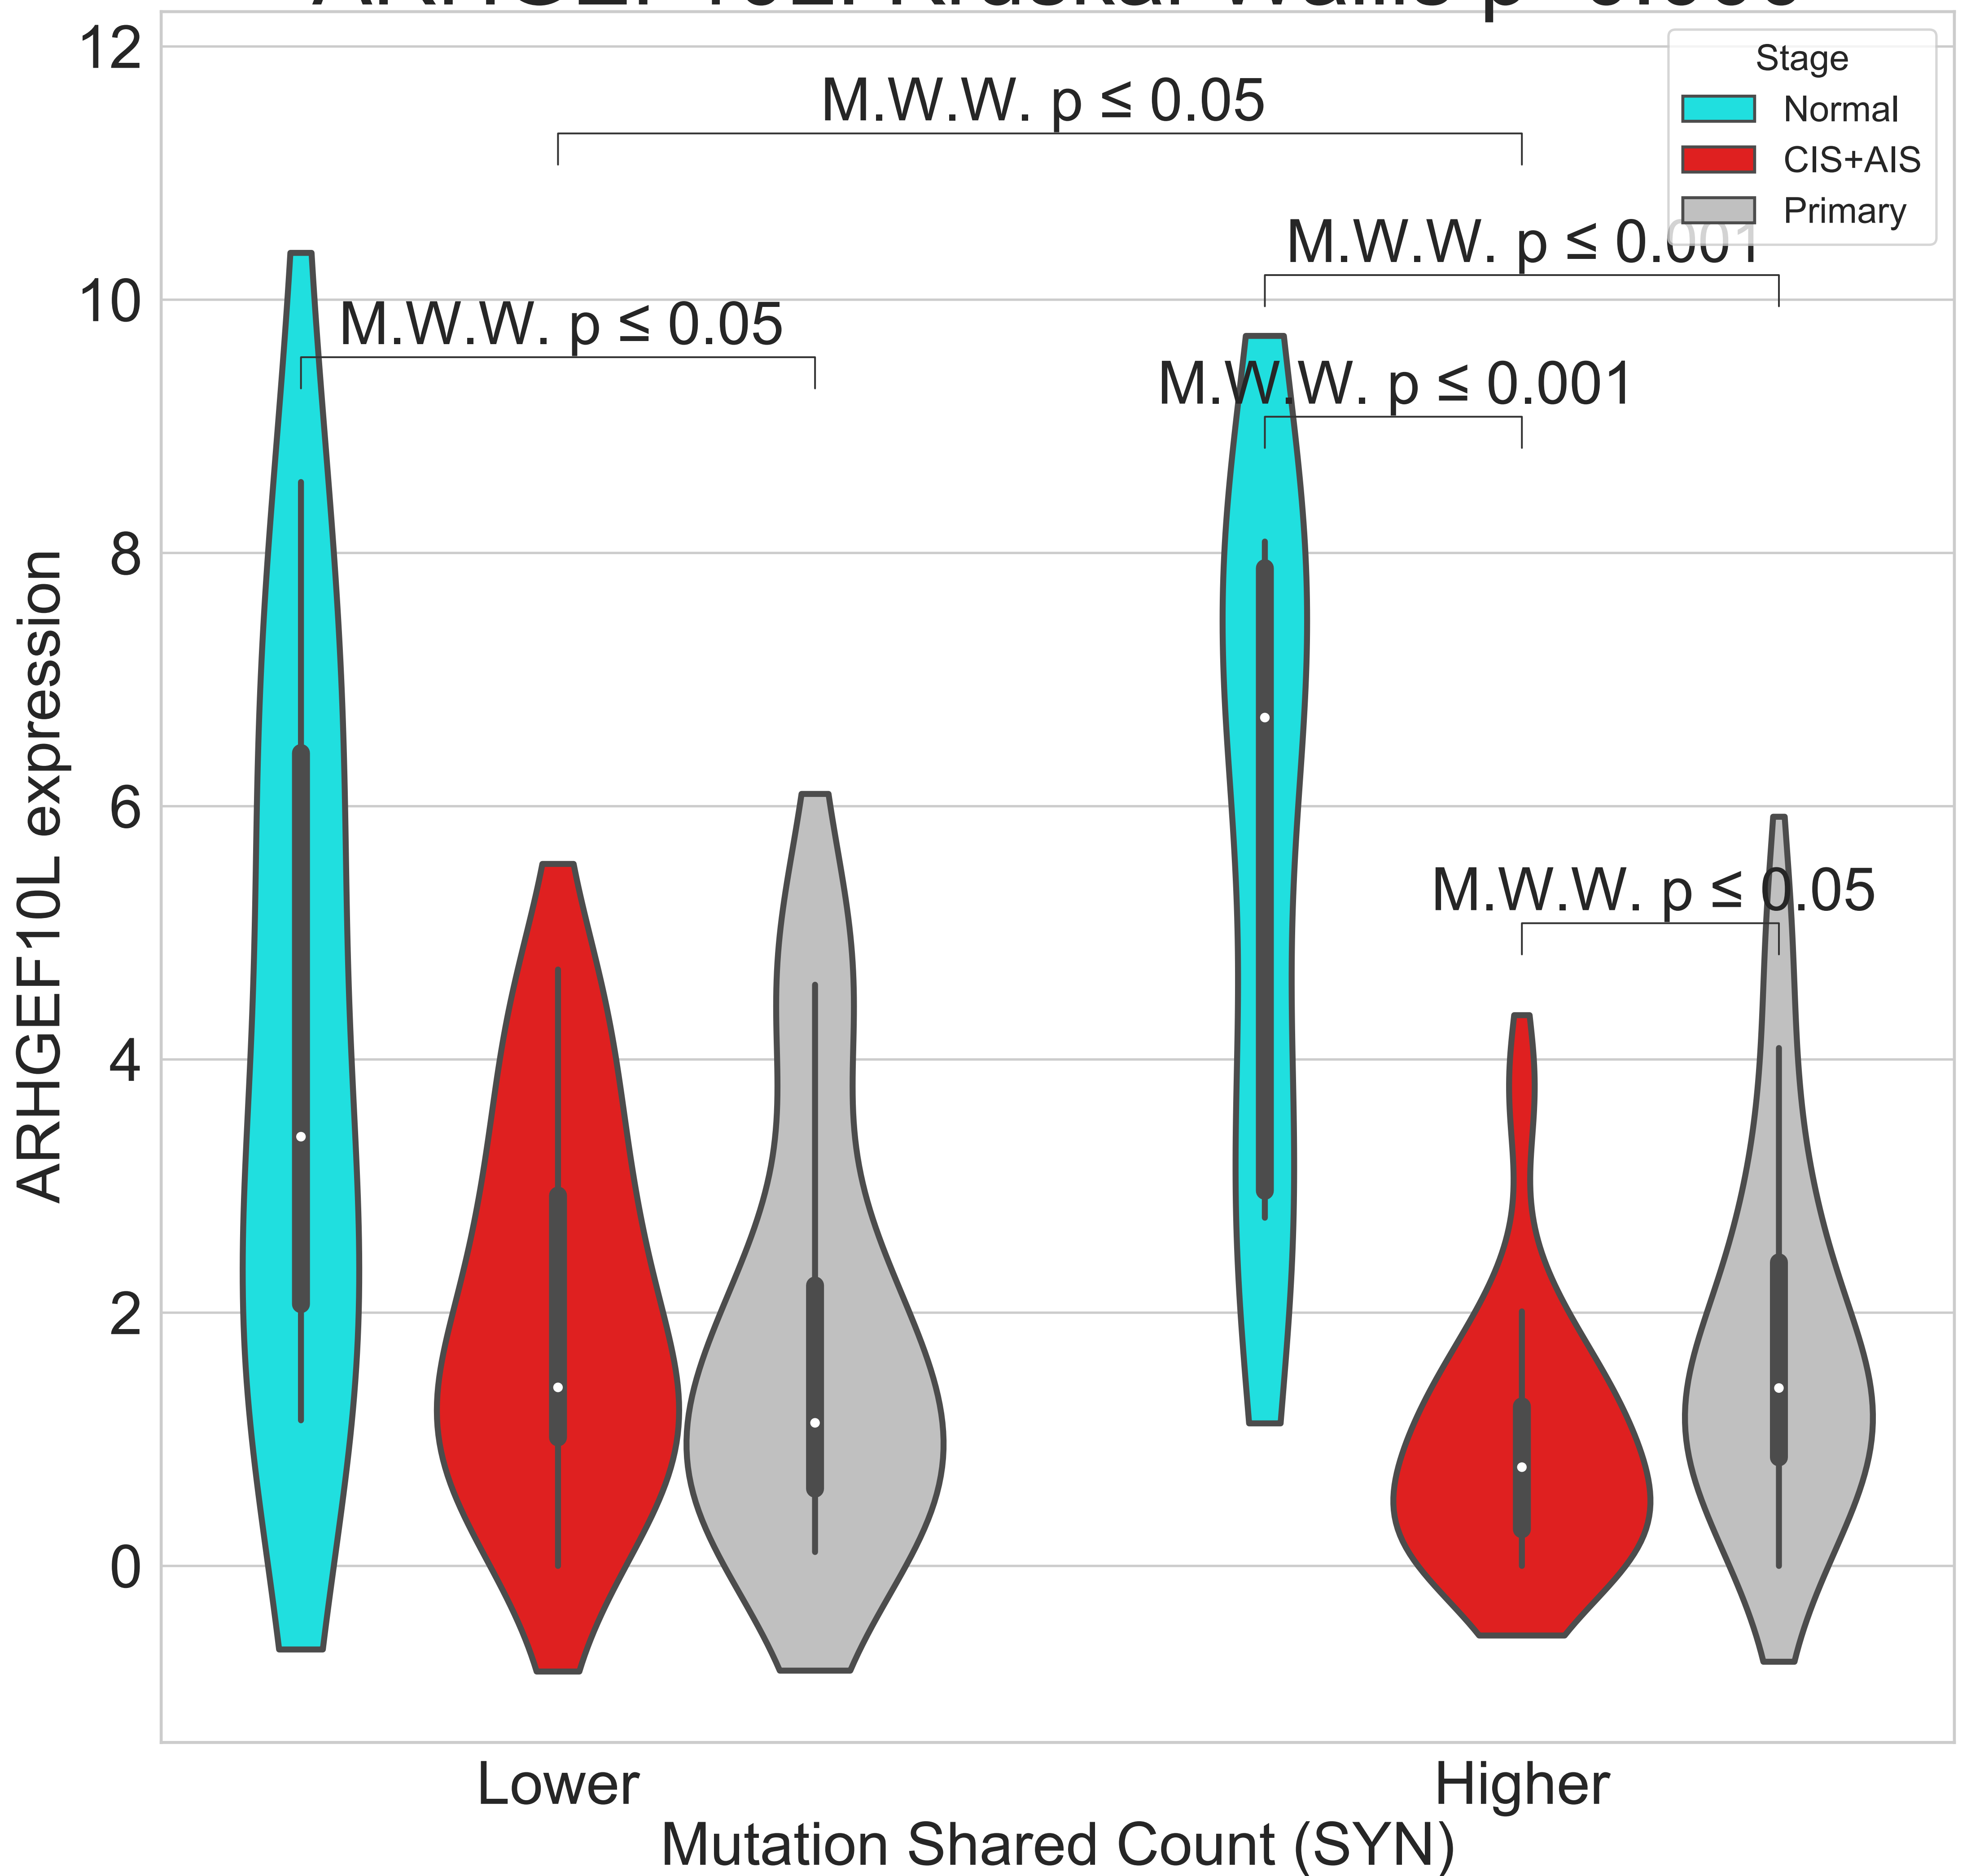 12
10
8
6
4
2
0
ARHGEF10L expression
M.W.W. p ≤ 0.05
M.W.W. p ≤ 0.001
M.W.W. p ≤ 0.05
M.W.W. p ≤ 0.001
M.W.W. p ≤ 0.05
Stage
Normal
CIS+AIS
Primary
Lower
Higher
Mutation Shared Count (SYN)